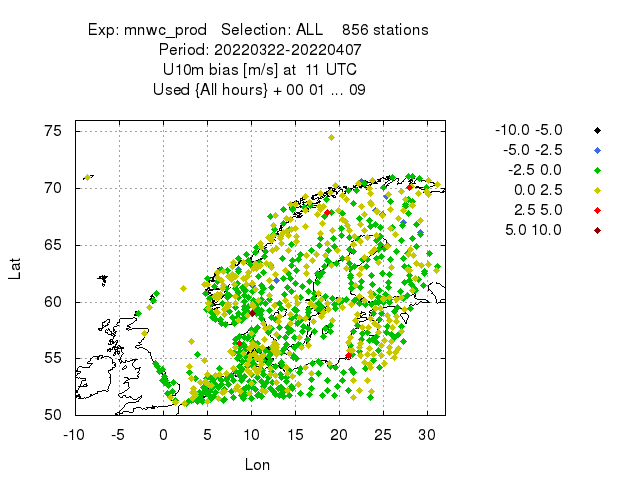 Exp: mnwc_prod   Selection: ALL    856 stations
Period: 20220322-20220407
U10m bias [m/s] at  11 UTC
Used {All hours} + 00 01 ... 09
-10.0 -5.0
-5.0 -2.5
-2.5 0.0
0.0 2.5
2.5 5.0
5.0 10.0
75
70
65
60
55
50
Lat
-10 -5 0 5 10 15 20 25 30
Lon